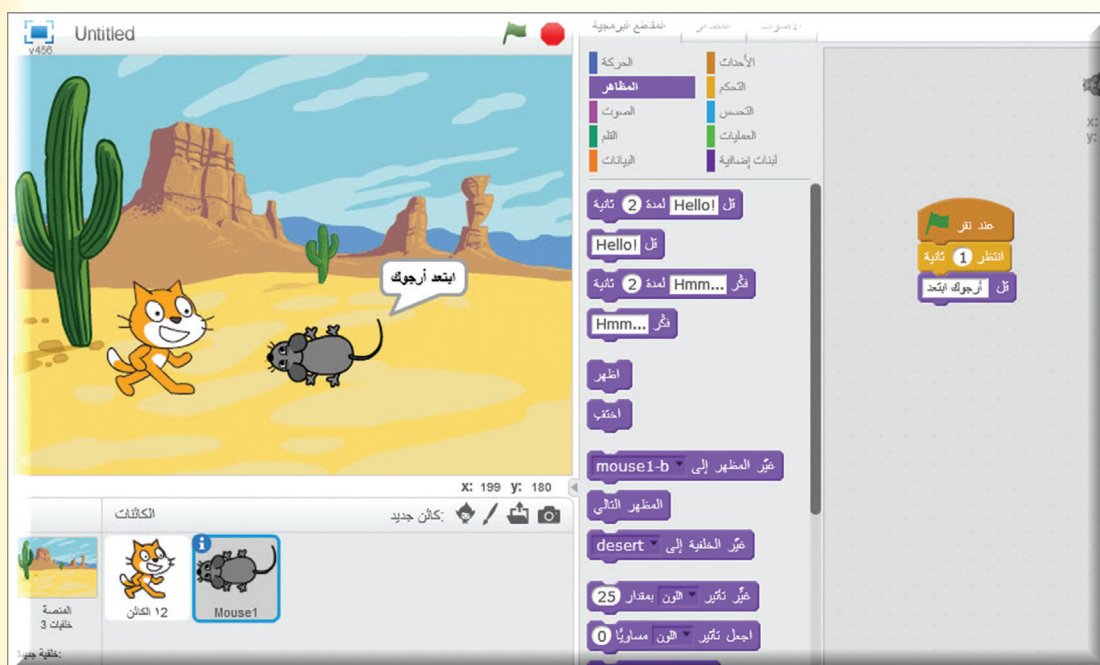 Untitled
v456
المقاطع البرمجية
المظاهر
الأصوات
الحركة
الأحداث
المظاهر
التحكم
الصوت
التحسس
القلم
العمليات
البيانات
لبنات إضافية
قل Hello! لمدة 2 ثانية
قل Hello!
فكّر Hmm... لمدة 2 ثانية
فكّر Hmm...
اظهر
اختفِ
غيّر المظهر إلى mouse1-b
المظهر التالي
غيّر الخلفية إلى desert
غيّر تأثير اللون بمقدار 25
اجعل تأثير اللون مساويًا 0
عند نقر
انتظر 1 ثانية
قل أرجوك ابتعد
x:
y:
ابتعد أرجوك
x: 199 y: 180
الكائنات
كائن جديد:
المنصة
3 خلفيات
خلفية جديدة:
الكائن 12
Mouse1